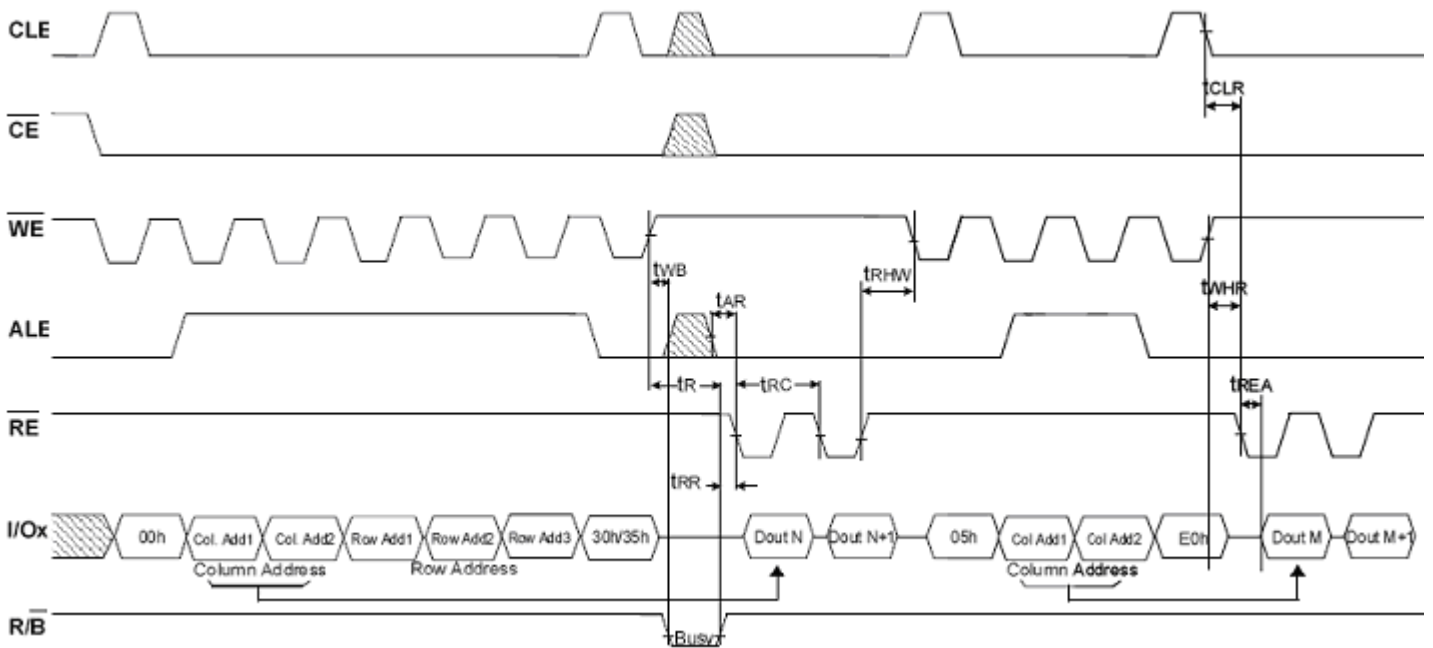 CLE
tCLR
CE
WE
tWB
tRHW
tWHR
tAR
ALE
tR
tRC
tREA
RE
tRR
I/Ox
00h
Col. Add1
Col. Add2
Row Add1
Row Add2
Row Add3
30h/35h
Dout N
Dout N+1
05h
Col Add1
Col Add2
E0h
Dout M
Dout M+1
Column Address
Row Address
Column Address
R/B
Busy